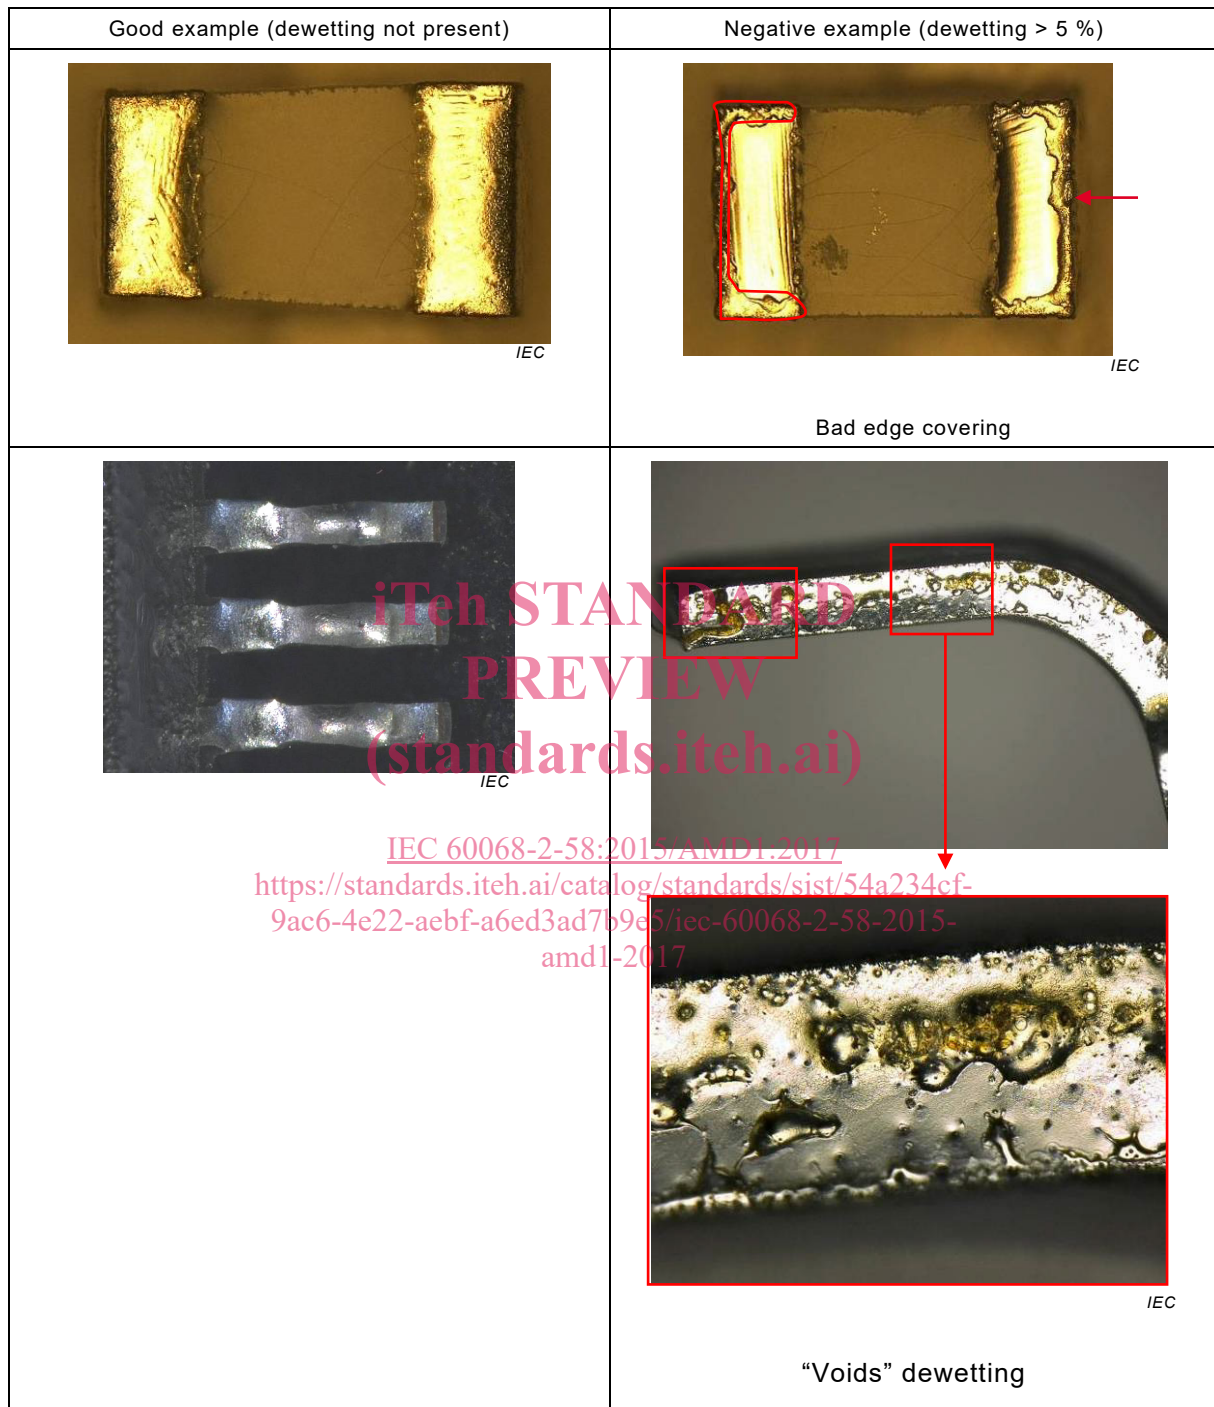 Good example (dewetting not present)
Negative example (dewetting > 5 %)
IEC
IEC
Bad edge covering
IEC
iTeh STANDARD
PREVIEW
(standards.iteh.ai)
IEC 60068-2-58:2015/AMD1:2017
https://standards.iteh.ai/catalog/standards/sist/54a234cf-
9ac6-4e22-aebf-a6ed3ad7b9e5/iec-60068-2-58-2015-
amd1-2017
IEC
“Voids” dewetting